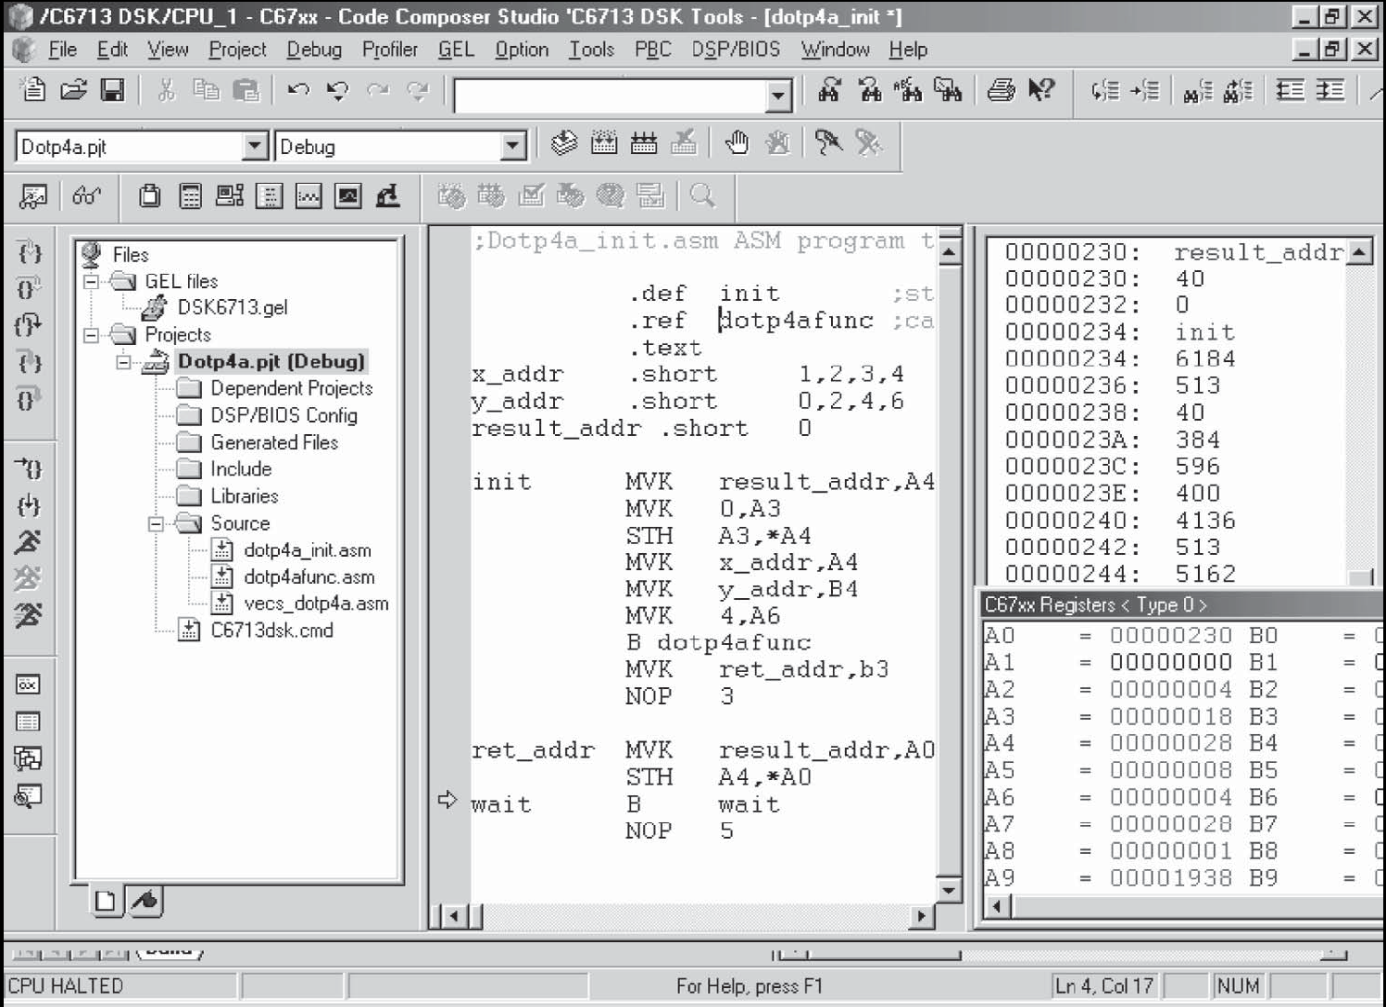 /C6713 DSK/CPU_1 - C67xx - Code Composer Studio 'C6713 DSK Tools - [dotp4a_init *]
File Edit View Project Debug Profiler GEL Option Tools PBC DSP/BIOS Window Help
Dotp4a.pjt Debug
Files
GEL files
DSK6713.gel
Projects
Dotp4a.pjt (Debug)
Dependent Projects
DSP/BIOS Config
Generated Files
Include
Libraries
Source
dotp4a_init.asm
dotp4afunc.asm
vecs_dotp4a.asm
C6713dsk.cmd
;Dotp4a_init.asm ASM program t
.def init ;st
.ref dotp4afunc ;ca
.text
x_addr .short 1,2,3,4
y_addr .short 0,2,4,6
result_addr .short 0
init MVK result_addr,A4
MVK 0,A3
STH A3,*A4
MVK x_addr,A4
MVK y_addr,B4
MVK 4,A6
B dotp4afunc
MVK ret_addr,b3
NOP 3
ret_addr MVK result_addr,A0
STH A4,*A0
wait B wait
NOP 5
00000230: result_addr
00000230: 40
00000232: 0
00000234: init
00000234: 6184
00000236: 513
00000238: 40
0000023A: 384
0000023C: 596
0000023E: 400
00000240: 4136
00000242: 513
00000244: 5162
C67xx Registers < Type 0 >
A0 = 00000230 B0 =
A1 = 00000000 B1 =
A2 = 00000004 B2 =
A3 = 00000018 B3 =
A4 = 00000028 B4 =
A5 = 00000008 B5 =
A6 = 00000004 B6 =
A7 = 00000028 B7 =
A8 = 00000001 B8 =
A9 = 00001938 B9 =
Build
CPU HALTED For Help, press F1 Ln 4, Col 17 NUM